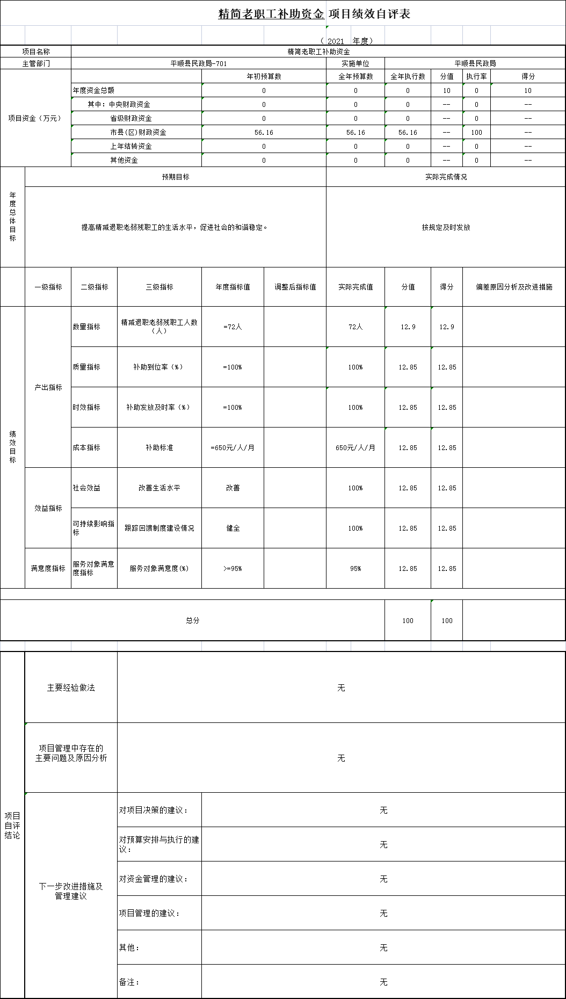 精简老职工补助资金 项目绩效自评表
（ 2021 年度）
项目名称 精简老职工补助资金
主管部门 平顺县民政局-701 实施单位 平顺县民政局
项目资金（万元） 年初预算数 全年预算数 全年执行数 分值 执行率 得分
年度资金总额 0 0 0 10 0 10
其中：中央财政资金 0 0 0 -- 0 --
省级财政资金 0 0 0 -- 0 --
市县(区)财政资金 56.16 56.16 56.16 -- 100 --
上年结转资金 0 0 0 -- 0 --
其他资金 0 0 0 -- 0 --
年度总体目标
预期目标 实际完成情况
提高精减退职老弱残职工的生活水平，促进社会的和谐稳定。 按规定及时发放
一级指标 二级指标 三级指标 年度指标值 调整后指标值 实际完成值 分值 得分 偏差原因分析及改进措施
绩效目标
产出指标
数量指标 精减退职老弱残职工人数（人） =72人 72人 12.9 12.9
质量指标 补助到位率（%） =100% 100% 12.85 12.85
时效指标 补助发放及时率（%） =100% 100% 12.85 12.85
成本指标 补助标准 =650元/人/月 650元/人/月 12.85 12.85
效益指标
社会效益 改善生活水平 改善 100% 12.85 12.85
可持续影响指标 跟踪回馈制度建设情况 健全 100% 12.85 12.85
满意度指标 服务对象满意度指标 服务对象满意度(%) >=95% 95% 12.85 12.85
总分 100 100
项目自评结论
主要经验做法 无
项目管理中存在的
主要问题及原因分析 无
下一步改进措施及
管理建议
对项目决策的建议： 无
对预算安排与执行的建议： 无
对资金管理的建议： 无
项目管理的建议： 无
其他： 无
备注： 无